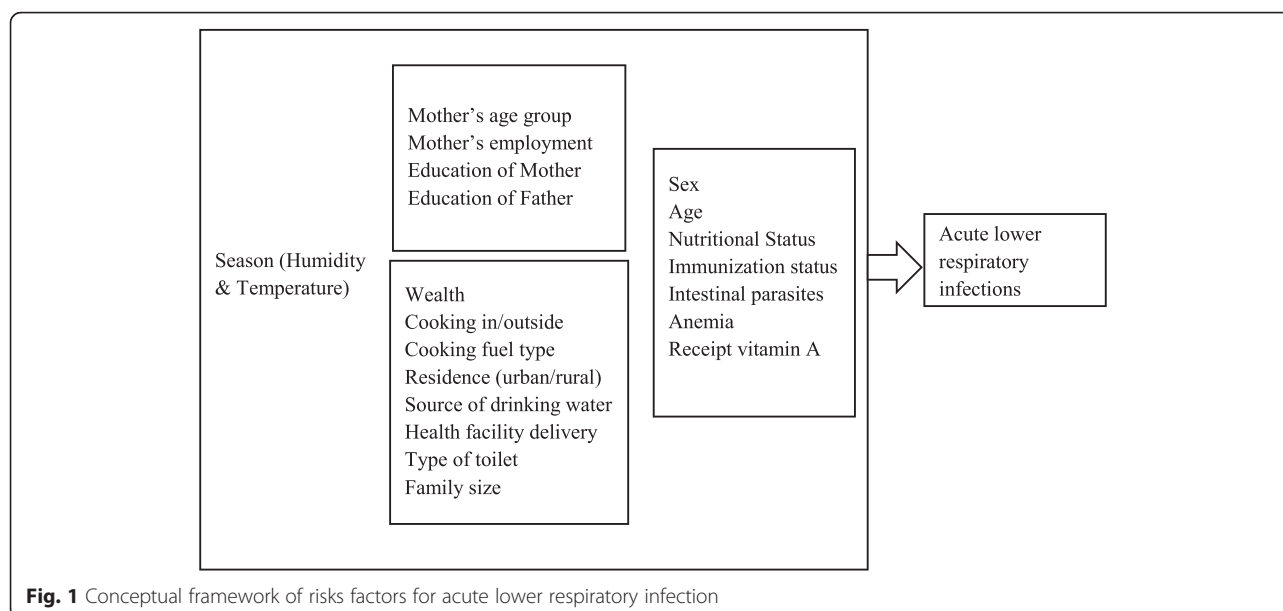 Season (Humidity
& Temperature)
Mother's age group
Mother's employment
Education of Mother
Education of Father
Wealth
Cooking in/outside
Cooking fuel type
Residence (urban/rural)
Source of drinking water
Health facility delivery
Type of toilet
Family size
Sex
Age
Nutritional Status
Immunization status
Intestinal parasites
Anemia
Receipt vitamin A
Acute lower
respiratory
infections
Fig. 1 Conceptual framework of risks factors for acute lower respiratory infection